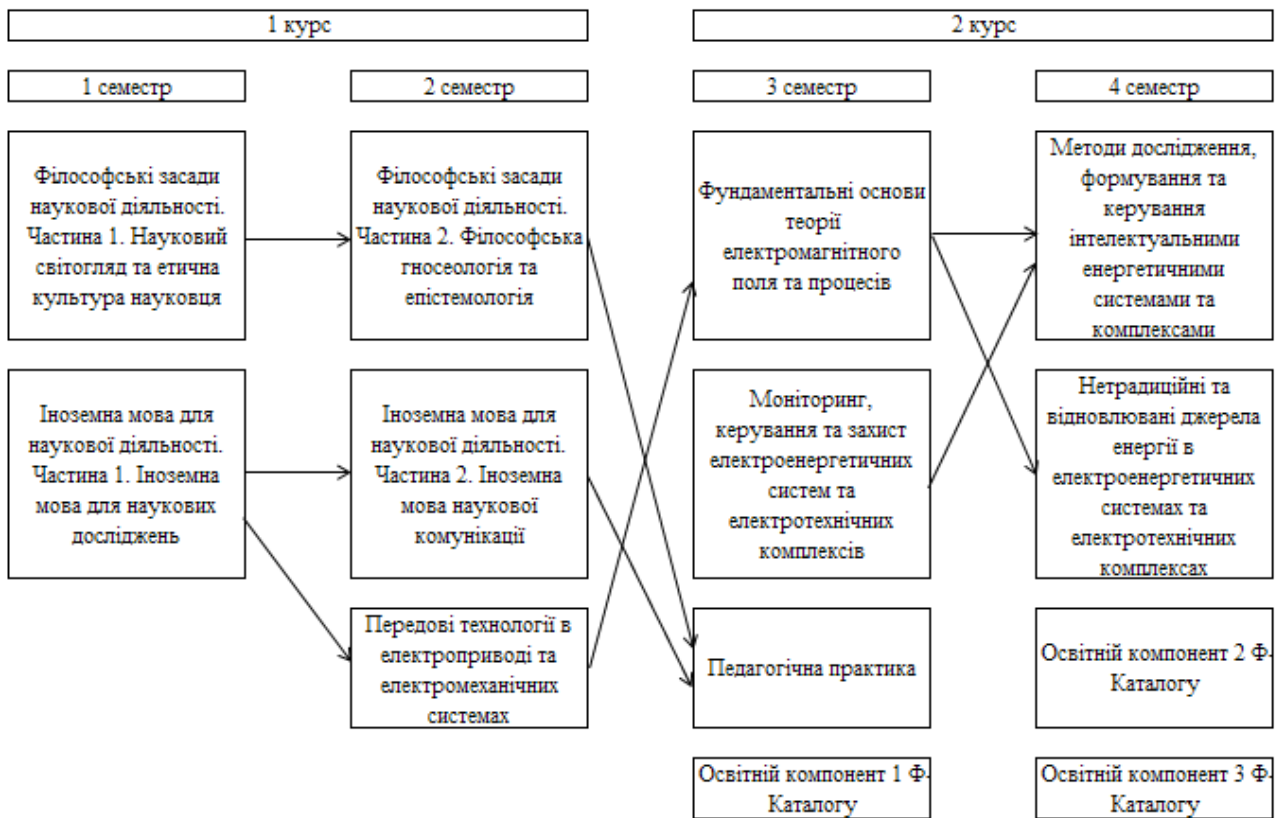 1 курс
2 курс
1 семестр
2 семестр
3 семестр
4 семестр
Філософські засади
наукової діяльності.
Частина 1. Науковий
світогляд та етична
культура науковця
Філософські засади
наукової діяльності.
Частина 2. Філософська
гносеологія та
епістемологія
Фундаментальні основи
теорії
електромагнітного
поля та процесів
Методи дослідження,
формування та
керування
інтелектуальними
енергетичними
системами та
комплексами
Іноземна мова для
наукової діяльності.
Частина 1. Іноземна
мова для наукових
досліджень
Іноземна мова для
наукової діяльності.
Частина 2. Іноземна
мова наукової
комунікації
Моніторинг,
керування та захист
електроенергетичних
систем та
електротехнічних
комплексів
Нетрадиційні та
відновлювані джерела
енергії в
електроенергетичних
системах та
електротехнічних
комплексах
Передові технології в
електроприводі та
електромеханічних
системах
Педагогічна практика
Освітній компонент 2 Ф-
Каталогу
Освітній компонент 1 Ф-
Каталогу
Освітній компонент 3 Ф-
Каталогу